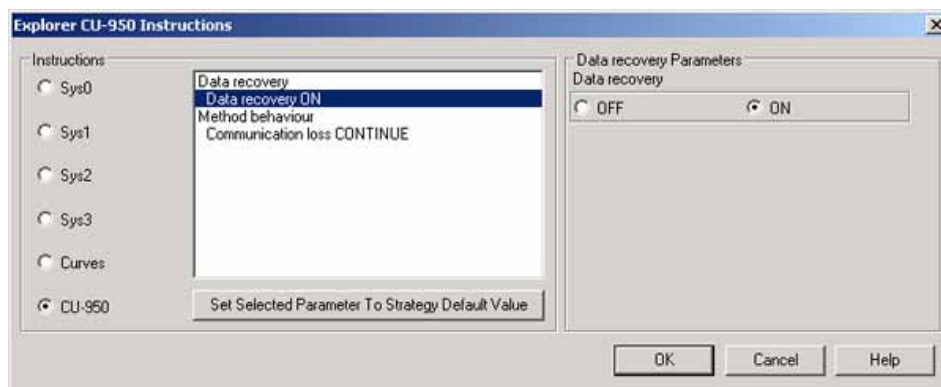 Explorer CU-950 Instructions
Instructions
Sys0
Sys1
Sys2
Sys3
Curves
CU-950
Data recovery
Data recovery ON
Method behaviour
Communication loss CONTINUE
Set Selected Parameter To Strategy Default Value
Data recovery Parameters
Data recovery
OFF ON
OK Cancel Help